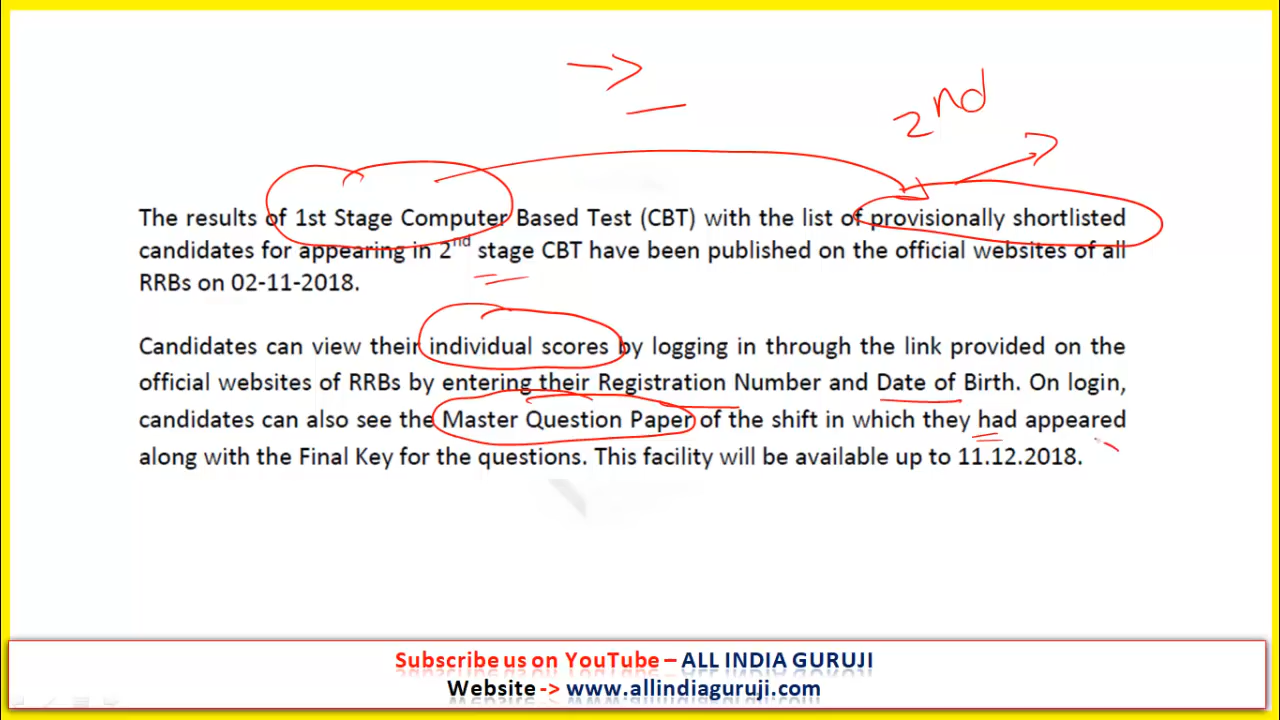 2nd
The results of 1st Stage Computer Based Test (CBT) with the list of provisionally shortlisted
candidates for appearing in 2nd stage CBT have been published on the official websites of all
RRBs on 02-11-2018.
Candidates can view their individual scores by logging in through the link provided on the
official websites of RRBs by entering their Registration Number and Date of Birth. On login,
candidates can also see the Master Question Paper of the shift in which they had appeared
along with the Final Key for the questions. This facility will be available up to 11.12.2018.
Subscribe us on YouTube – ALL INDIA GURUJI
Website -> www.allindiaguruji.com